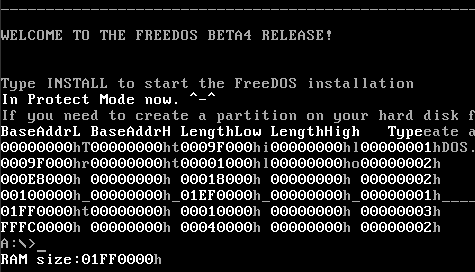 WELCOME TO THE FREEDOS BETA4 RELEASE!
Type INSTALL to start the FreeDOS installation
In Protect Mode now. ^-^
If you need to create a partition on your hard disk f
BaseAddrL BaseAddrH LengthLow LengthHigh   Typeeate a
00000000hT00000000ht0009F000hi00000000hl00000001hDOS.
0009F000hr00000000ht00001000hl00000000ho00000002h
000E8000h 00000000h 00018000h 00000000h 00000002h
00100000h_00000000h_01EF0000h_00000000h_00000001h____
01FF0000ht00000000h 00010000h 00000000h 00000003h
FFFC0000h 00000000h 00040000h 00000000h 00000002h
A:\>_
RAM size:01FF0000h